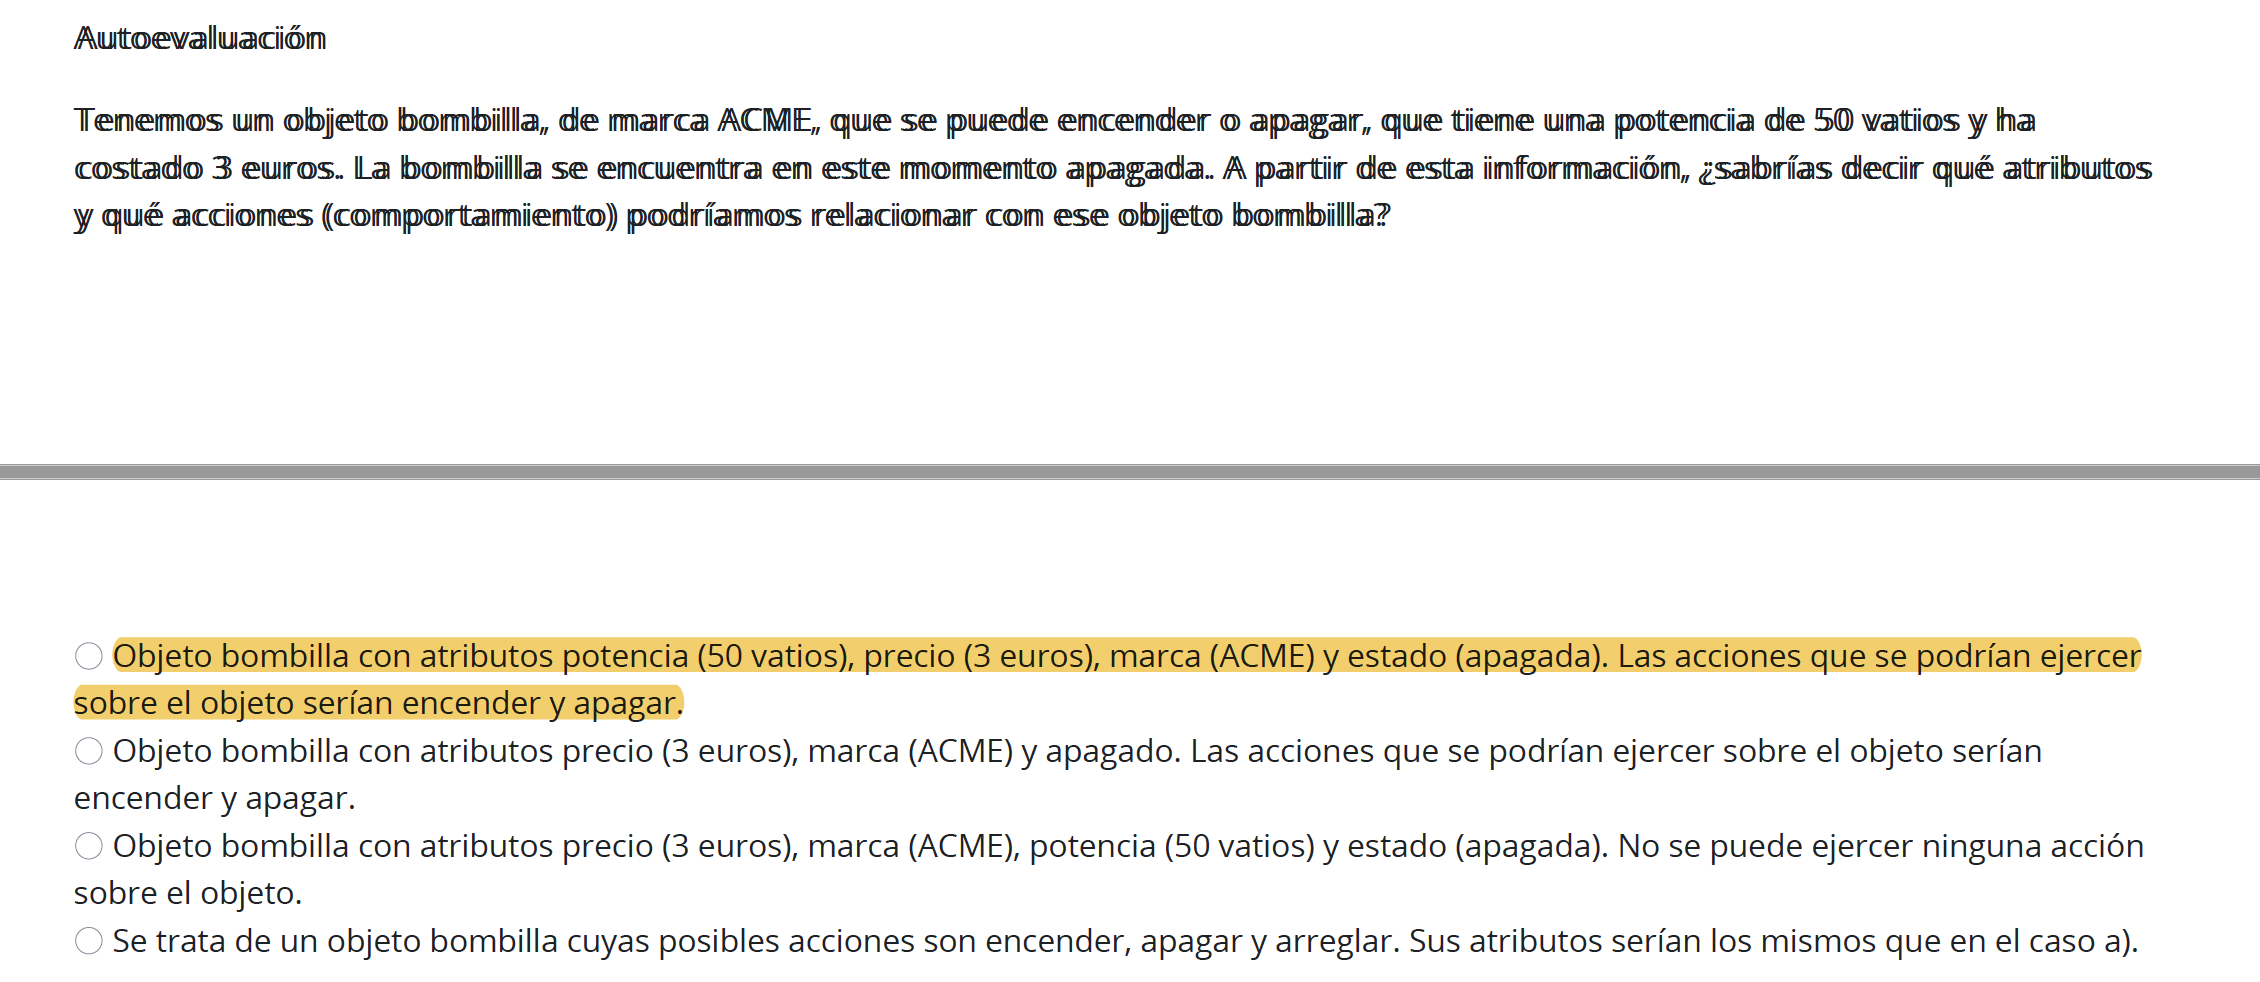 Autoevaluación
Tenemos un objeto bombilla, de marca ACME, que se puede encender o apagar, que tiene una potencia de 50 vatios y ha
costado 3 euros. La bombilla se encuentra en este momento apagada. A partir de esta información, ¿sabrías decir qué atributos
y qué acciones (comportamiento) podríamos relacionar con ese objeto bombilla?
Objeto bombilla con atributos potencia (50 vatios), precio (3 euros), marca (ACME) y estado (apagada). Las acciones que se podrían ejercer
sobre el objeto serían encender y apagar.
Objeto bombilla con atributos precio (3 euros), marca (ACME) y apagado. Las acciones que se podrían ejercer sobre el objeto serían
encender y apagar.
Objeto bombilla con atributos precio (3 euros), marca (ACME), potencia (50 vatios) y estado (apagada). No se puede ejercer ninguna acción
sobre el objeto.
Se trata de un objeto bombilla cuyas posibles acciones son encender, apagar y arreglar. Sus atributos serían los mismos que en el caso a).